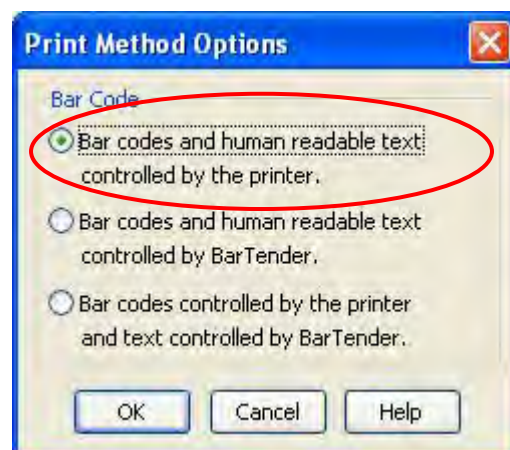 Print Method Options
Bar Code
Bar codes and human readable text
controlled by the printer.
Bar codes and human readable text
controlled by BarTender.
Bar codes controlled by the printer
and text controlled by BarTender.
OK Cancel Help